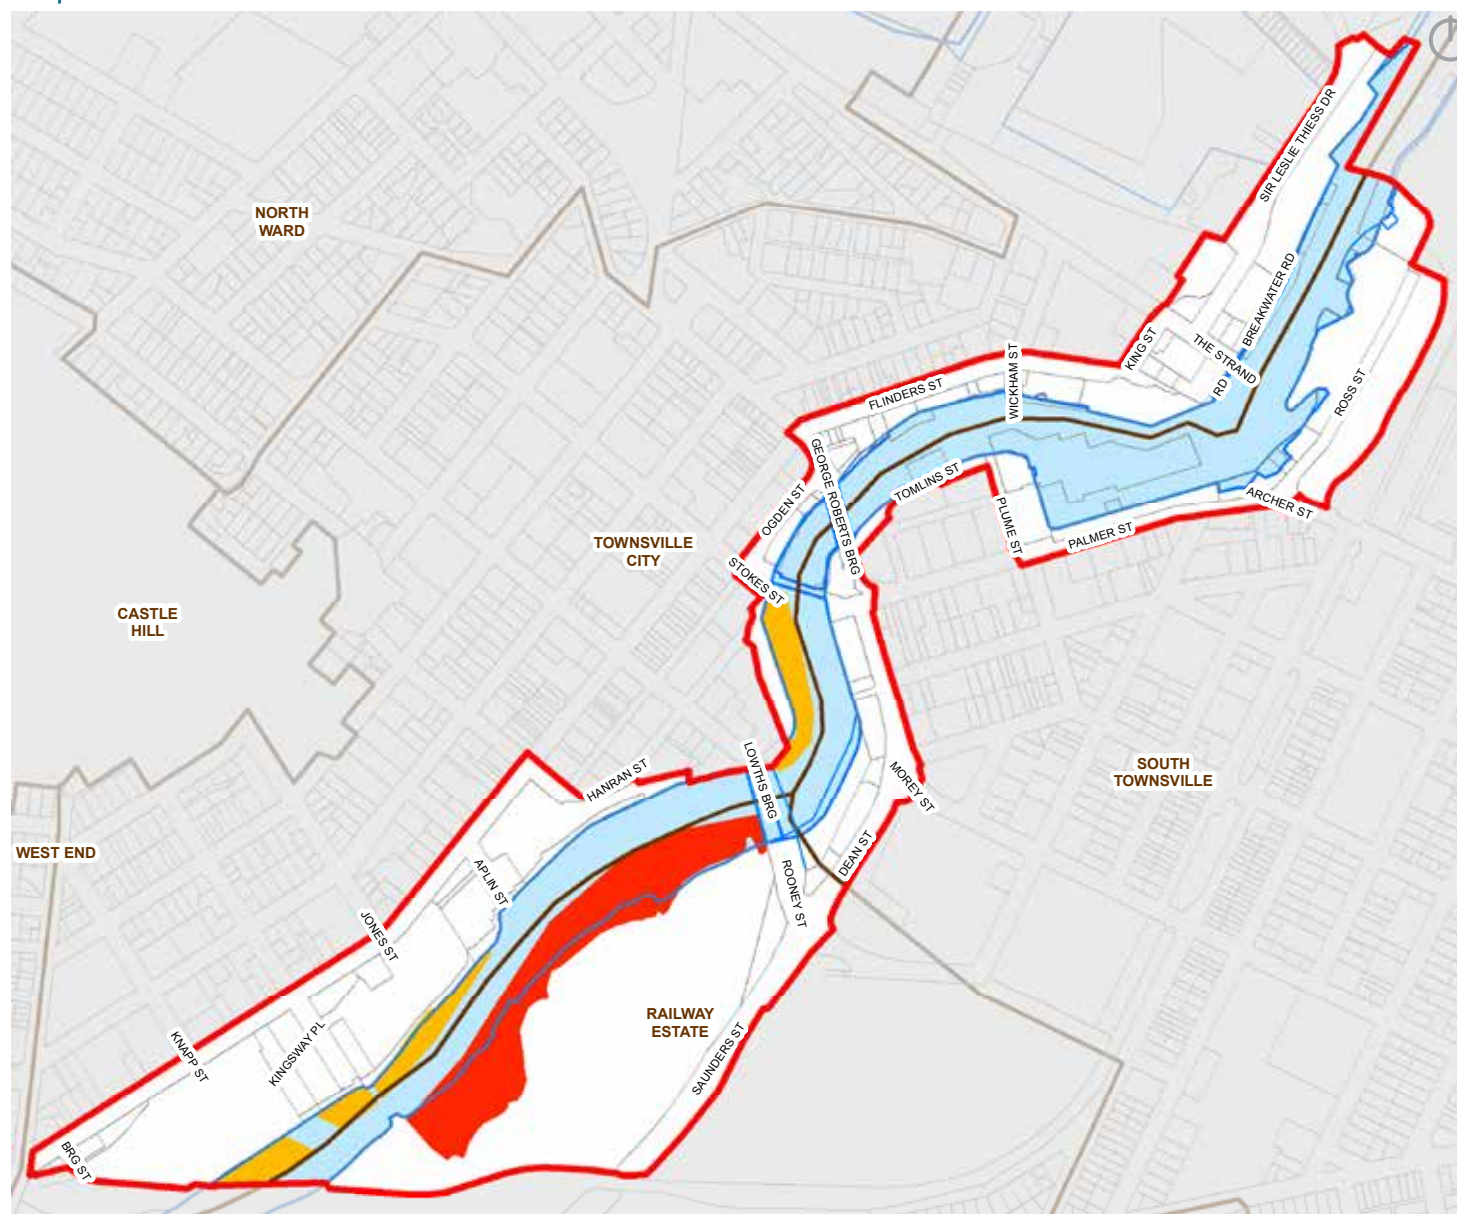 SIR LESLIE THIESS DR
NORTH
WARD
BREAKWATER RD
KING ST
THE STRAND
RD
WICKHAM ST
FLINDERS ST
ROSS ST
GEORGE ROBERTS BRG
TOMLINS ST
OGDEN ST
ARCHER ST
PLUME ST
PALMER ST
TOWNSVILLE
CITY
STOKES ST
CASTLE
HILL
LOWTHS BRG
HANRAN ST
MOREY ST
SOUTH
TOWNSVILLE
WEST END
DEAN ST
APLIN ST
ROONEY ST
JONES ST
RAILWAY
ESTATE
KNAPP ST
KINGSWAY PL
SAUNDERS ST
BRG ST